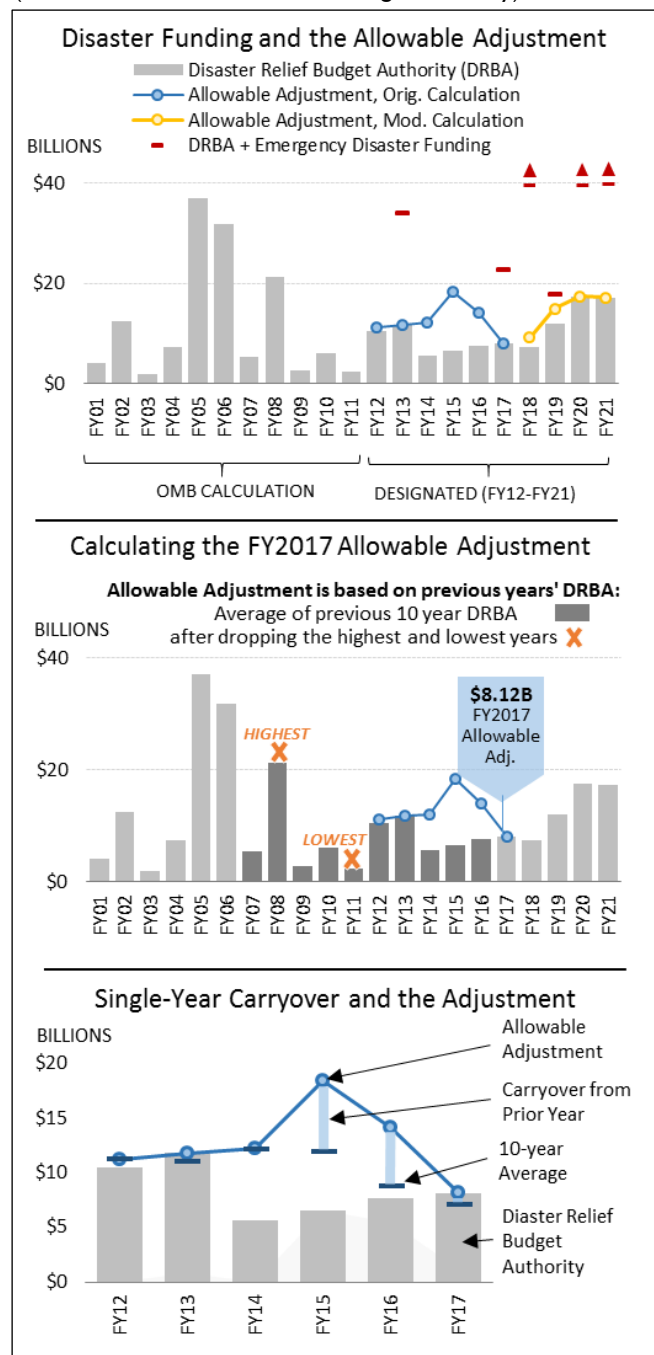 Disaster Funding and the Allowable Adjustment
Disaster Relief Budget Authority (DRBA)
Allowable Adjustment, Orig. Calculation
Allowable Adjustment, Mod. Calculation
DRBA + Emergency Disaster Funding
BILLIONS
$40
$20
$0
FY01
FY02
FY03
FY04
FY05
FY06
FY07
FY08
FY09
FY10
FY11
FY12
FY13
FY14
FY15
FY16
FY17
FY18
FY19
FY20
FY21
OMB CALCULATION
DESIGNATED (FY12-FY21)
Calculating the FY2017 Allowable Adjustment
Allowable Adjustment is based on previous years' DRBA:
Average of previous 10 year DRBA
after dropping the highest and lowest years
BILLIONS
$40
$20
$0
HIGHEST
LOWEST
$8.12B
FY2017
Allowable
Adj.
FY01
FY02
FY03
FY04
FY05
FY06
FY07
FY08
FY09
FY10
FY11
FY12
FY13
FY14
FY15
FY16
FY17
FY18
FY19
FY20
FY21
Single-Year Carryover and the Adjustment
BILLIONS
$20
$15
$10
$5
$0
Allowable
Adjustment
Carryover from
Prior Year
10-year
Average
Diaster Relief
Budget
Authority
FY12
FY13
FY14
FY15
FY16
FY17